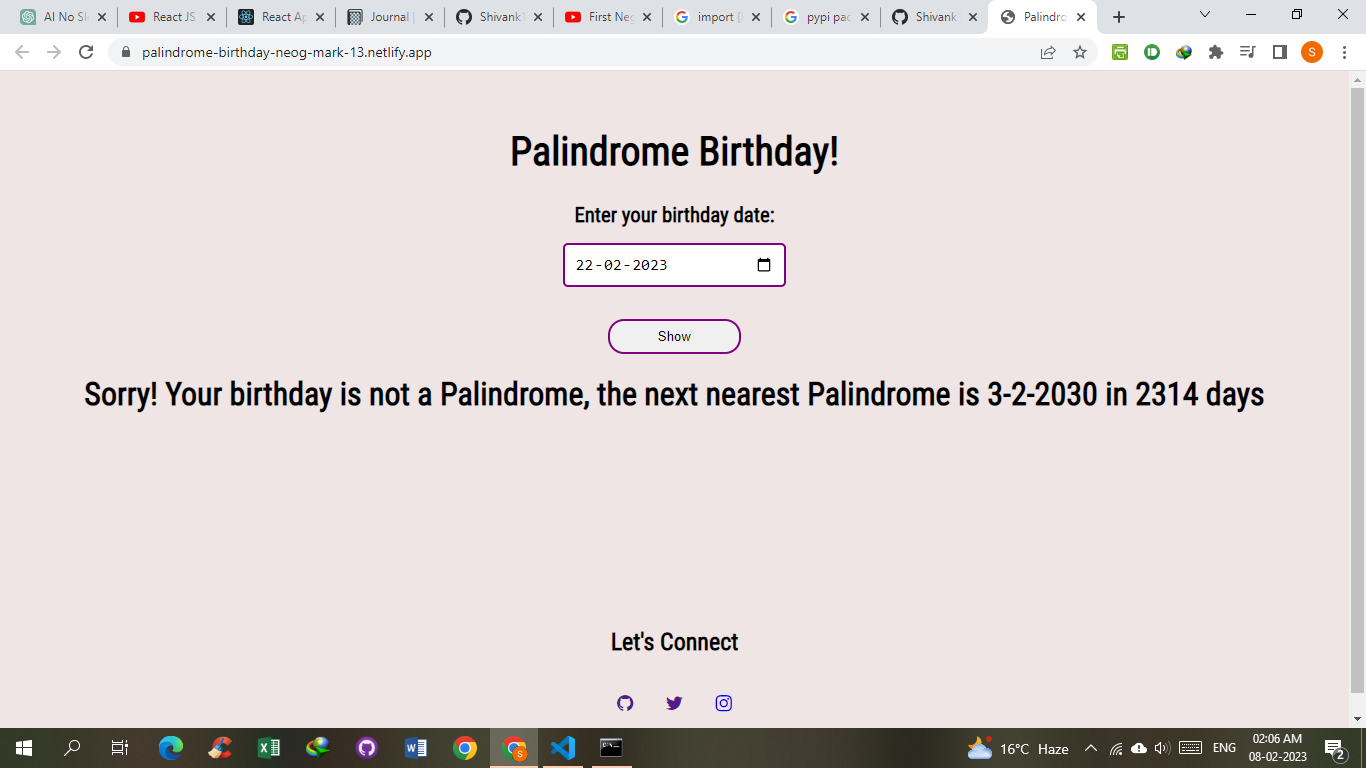 AI No Sk
React JS
React Ap
Journal |
Shivank1
First Neg
import {
pypi pac
Shivank
Palindro
palindrome-birthday-neog-mark-13.netlify.app
S
Palindrome Birthday!
Enter your birthday date:
22-02-2023
Show
Sorry! Your birthday is not a Palindrome, the next nearest Palindrome is 3-2-2030 in 2314 days
Let's Connect
16°C Haze
ENG
02:06 AM
08-02-2023
2